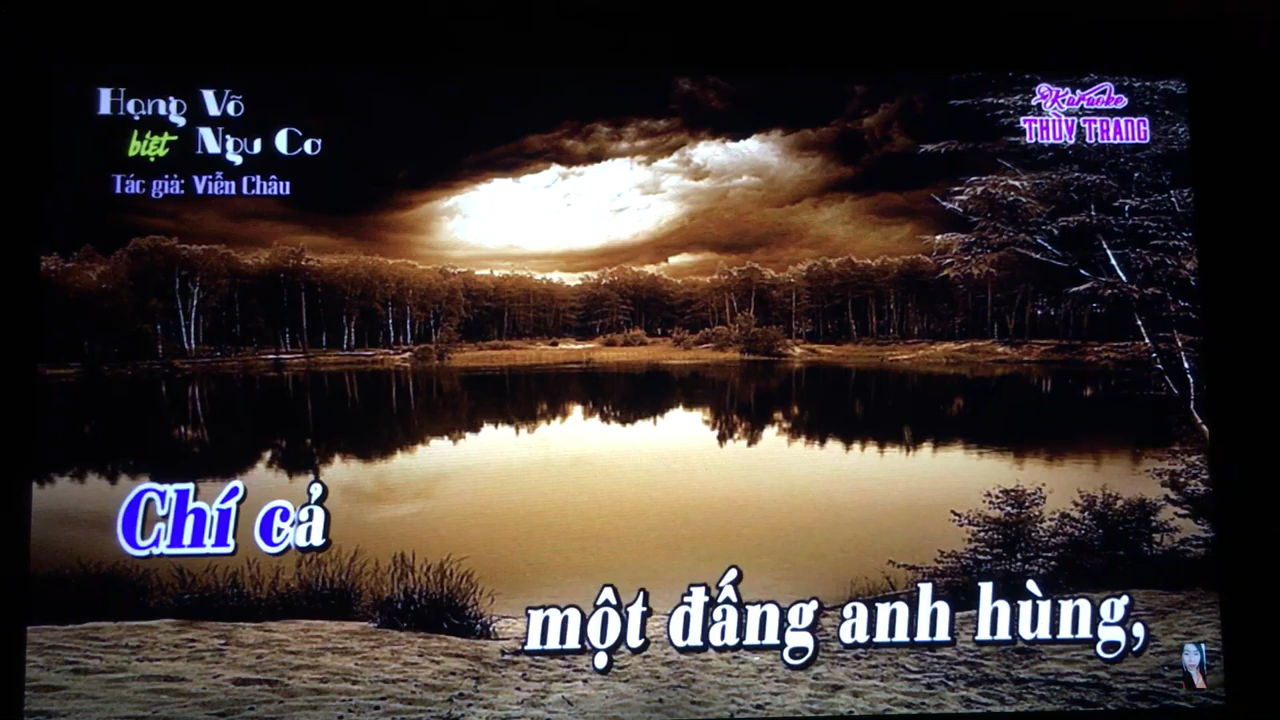 Hạng Võ
biệt Ngu Cơ
Tác giả: Viễn Châu
Karaoke
THÙY TRANG
Chí cả
một đấng anh hùng,